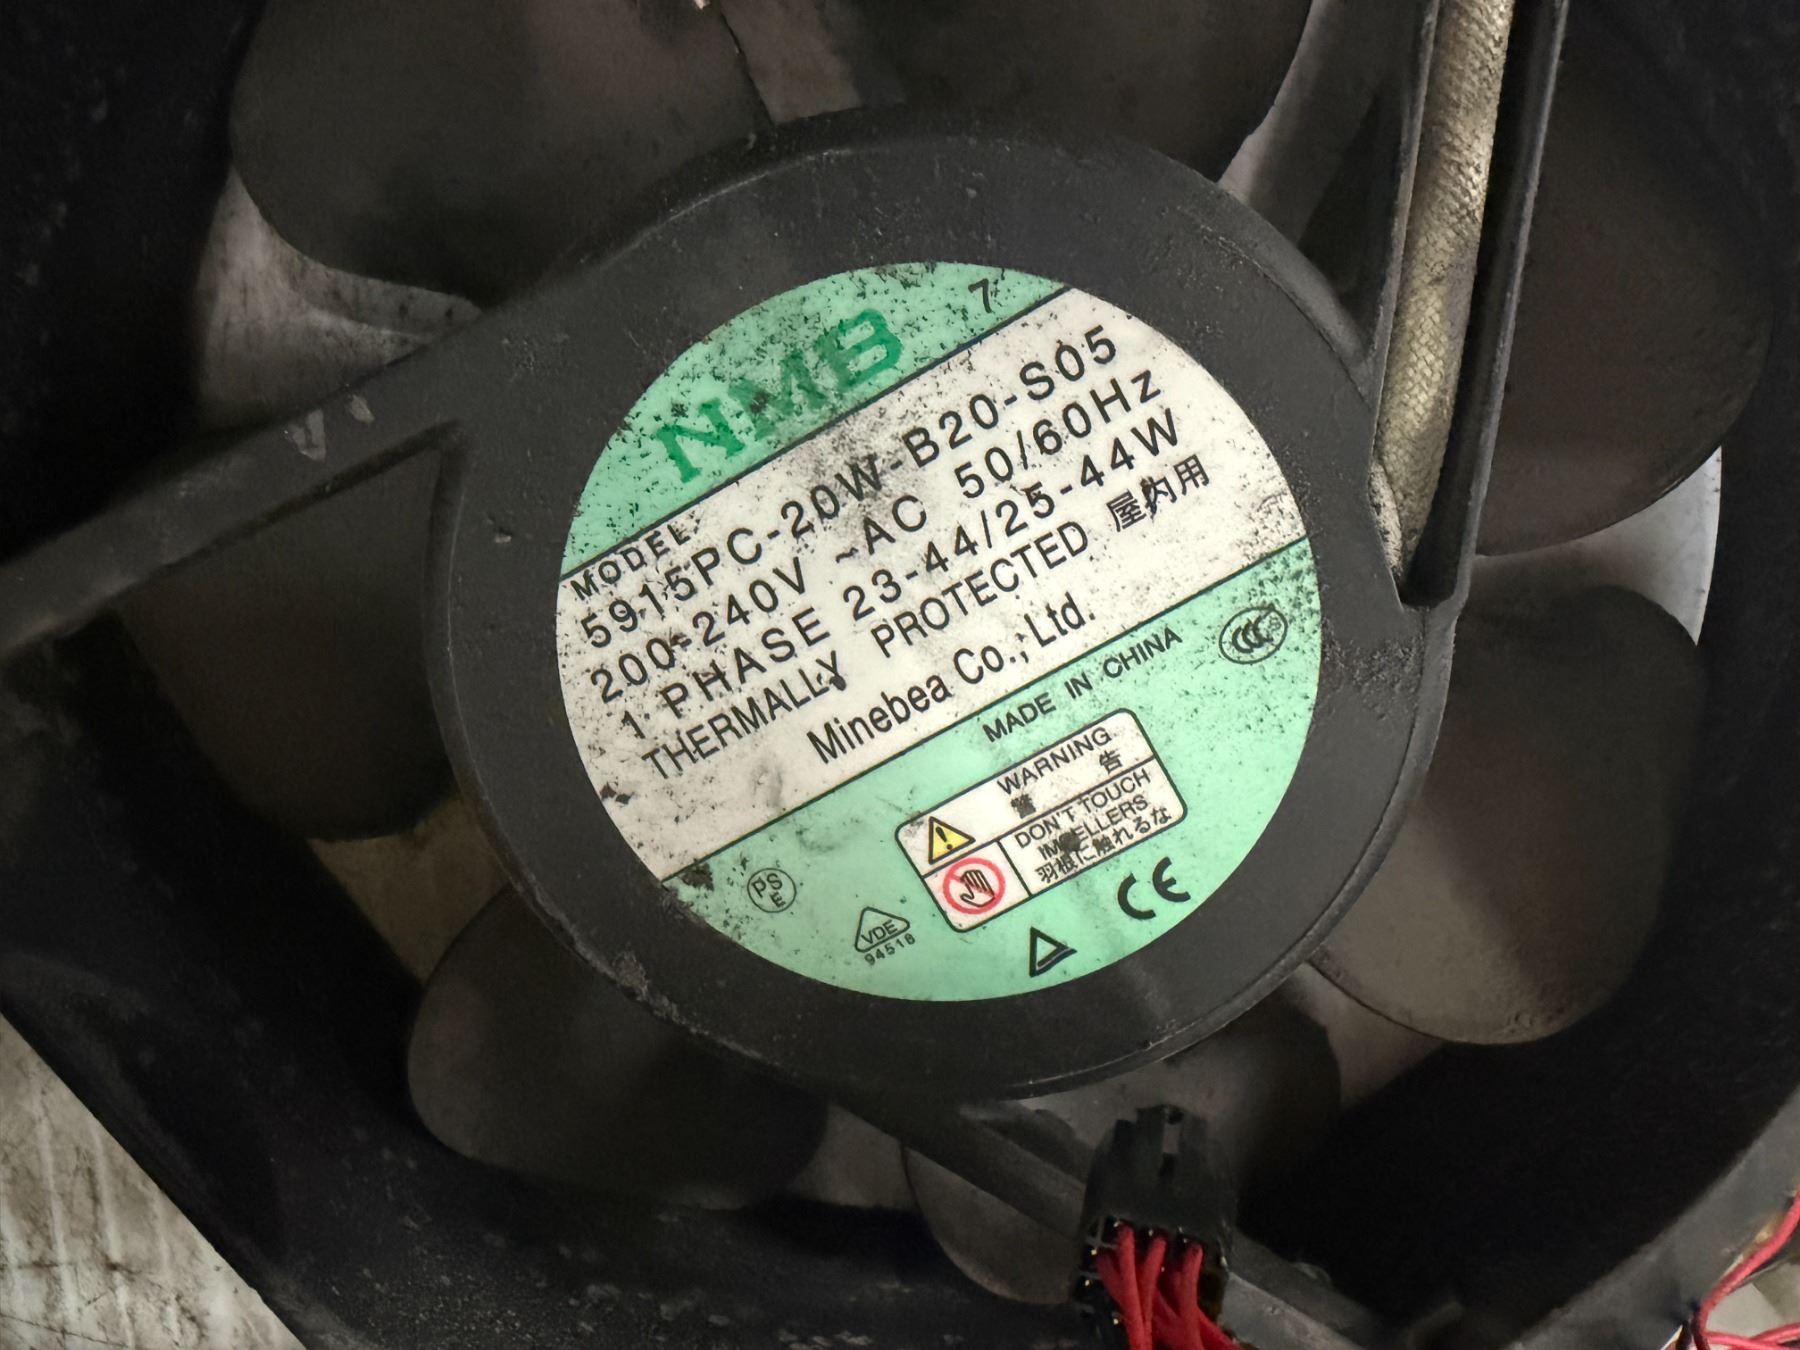 NMB 7
MODEL
5915PC-20W-B20-S05
200-240V ~AC 50/60Hz
1 PHASE 23-44/25-44W
THERMALLY PROTECTED 屋内用
Minebea Co.,Ltd.
MADE IN CHINA
CCC S
WARNING
警 告
DON'T TOUCH
IMPELLERS
羽根に触れるな
PS
E
VDE
94518
CE